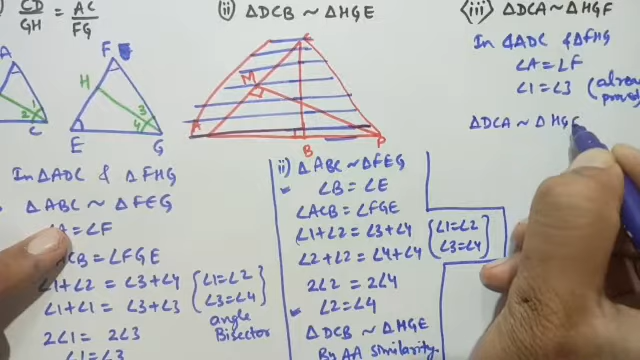 CD/GH = AC/FG
A
1
2
C
F
H
3
4
E
G
In ΔADC & ΔFHG
ΔABC ~ ΔFEG
∠A = ∠F
ACB = ∠FGE
∠1+∠2 = ∠3+∠4
{∠1=∠2
∠3=∠4
∠1+∠1 = ∠3+∠3
angle
Bisector
2∠1 = 2∠3
∠1=∠3
(ii) ΔDCB ~ ΔHGE
M
A
B
P
ii) ΔABC ~ ΔFEG
∠B = ∠E
∠ACB = ∠FGE
∠1+∠2 = ∠3+∠4
{∠1=∠2
∠3=∠4}
∠2+∠2 = ∠4+∠4
2∠2 = 2∠4
∠2=∠4
ΔDCB ~ ΔHGE
By AA similarity.
(iii) ΔDCA ~ ΔHGF
In ΔADC & ΔFHG
∠A = ∠F
∠1 = ∠3 (already
proved)
ΔDCA ~ ΔHGF